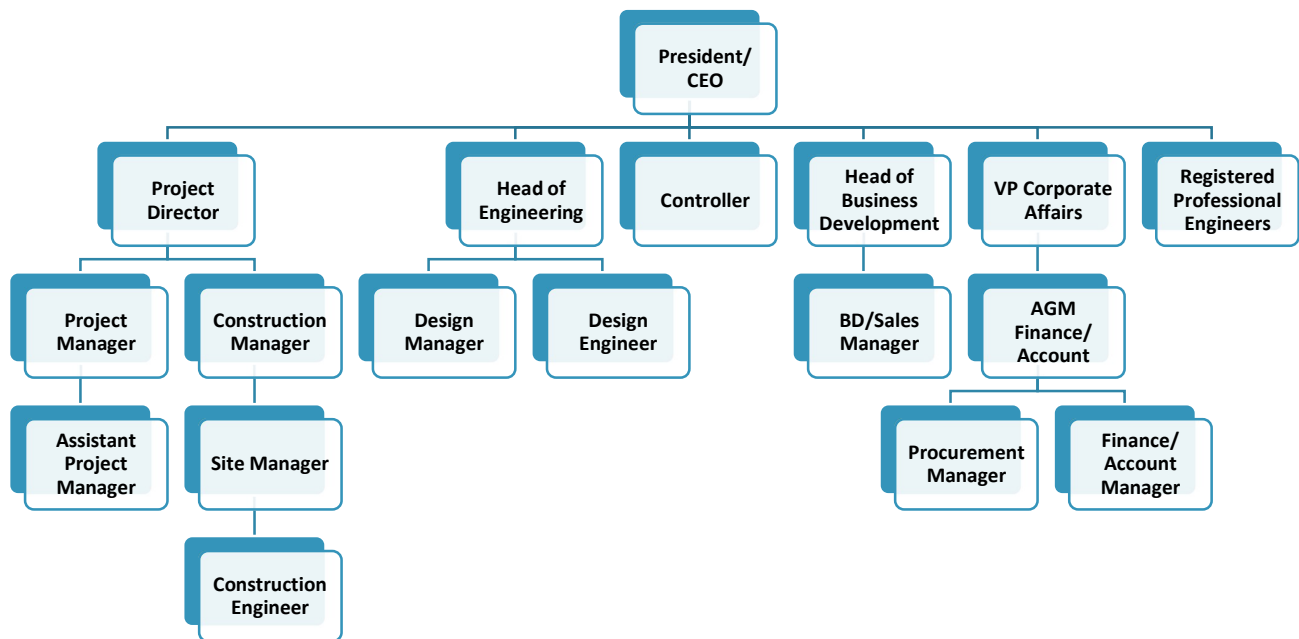 President/
CEO
Project
Director
Head of
Engineering
Controller
Head of
Business
Development
VP Corporate
Affairs
Registered
Professional
Engineers
Project
Manager
Construction
Manager
Design
Manager
Design
Engineer
BD/Sales
Manager
AGM
Finance/
Account
Assistant
Project
Manager
Site Manager
Procurement
Manager
Finance/
Account
Manager
Construction
Engineer